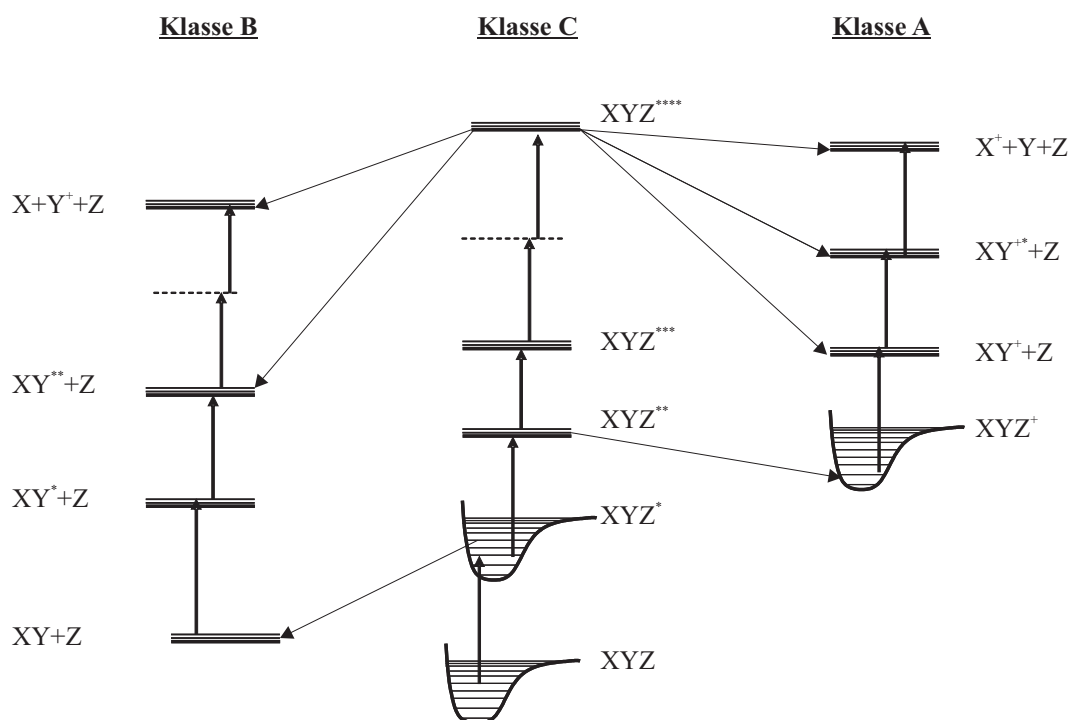 Klasse B Klasse C Klasse A
XYZ****
X⁺+Y+Z
X+Y⁺+Z
XY⁺*+Z
XYZ***
XY⁺+Z
XY**+Z
XYZ**
XYZ⁺
XY*+Z
XYZ*
XY+Z
XYZ